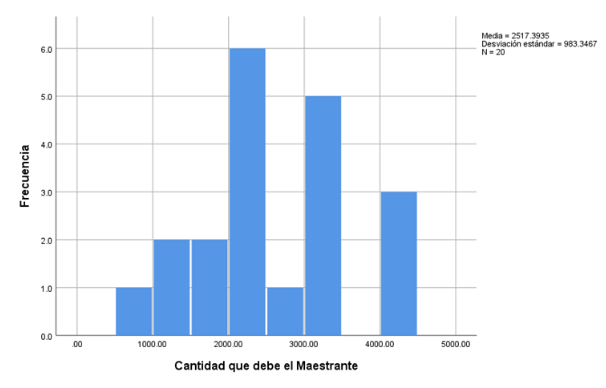 Media = 2517.3935
Desviación estándar = 983.3467
N = 20
6.0
5.0
4.0
3.0
2.0
1.0
0.0
Frecuencia
.00 1000.00 2000.00 3000.00 4000.00 5000.00
Cantidad que debe el Maestrante